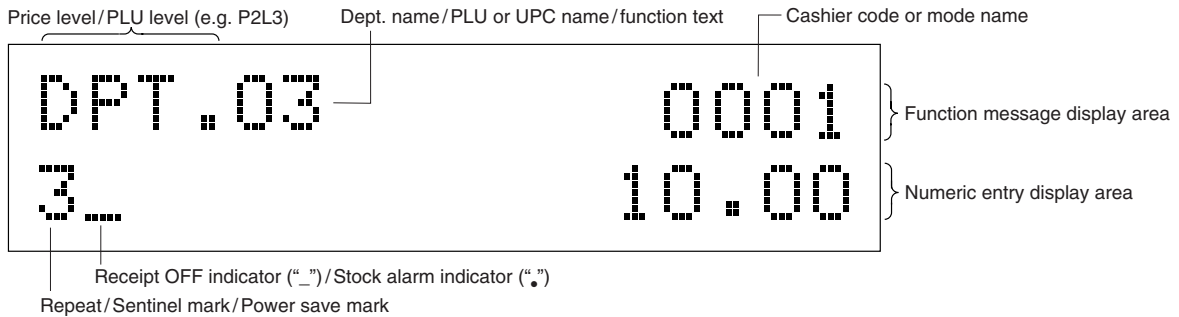 Price level/PLU level (e.g. P2L3)
Dept. name/PLU or UPC name/function text
Cashier code or mode name
DPT.03 0001
Function message display area
3_ 10.00
Numeric entry display area
Receipt OFF indicator (“_”)/Stock alarm indicator (“.”)
Repeat/Sentinel mark/Power save mark